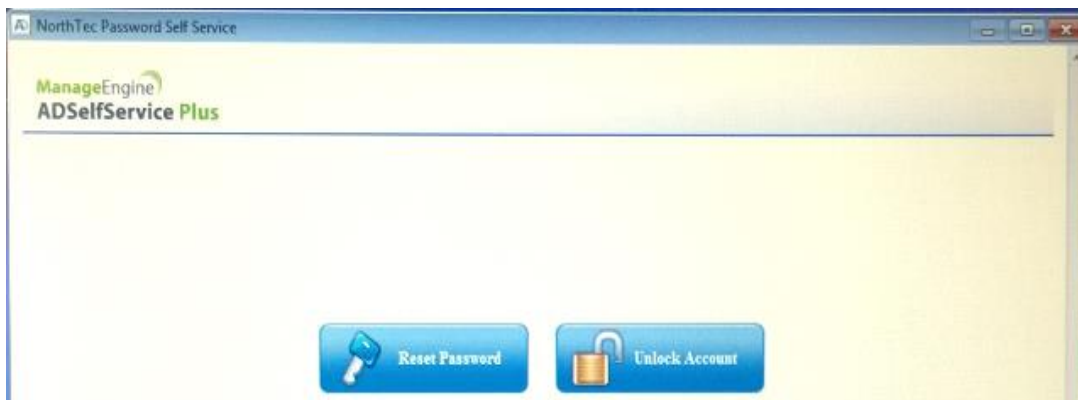 NorthTec Password Self Service
ManageEngine
ADSelfService Plus
Reset Password
Unlock Account